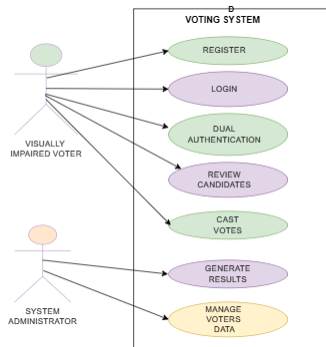 D
VOTING SYSTEM
REGISTER
LOGIN
DUAL
AUTHENTICATION
VISUALLY
IMPAIRED VOTER
REVIEW
CANDIDATES
CAST
VOTES
GENERATE
RESULTS
SYSTEM
ADMINISTRATOR
MANAGE
VOTERS
DATA